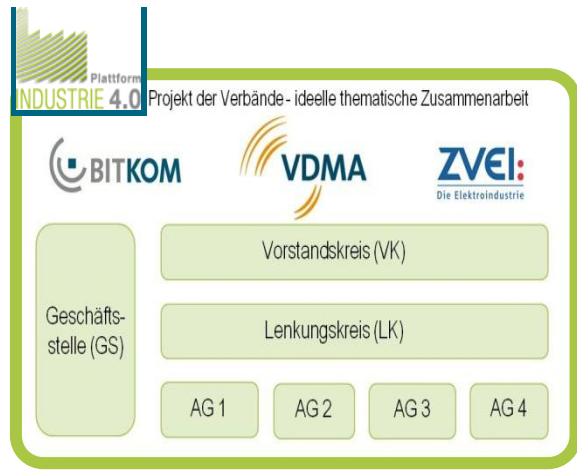 Plattform
INDUSTRIE 4.0
Projekt der Verbände - ideelle thematische Zusammenarbeit
BITKOM
VDMA
ZVEI:
Die Elektroindustrie
Vorstandskreis (VK)
Geschäfts-
stelle (GS)
Lenkungskreis (LK)
AG 1
AG 2
AG 3
AG 4